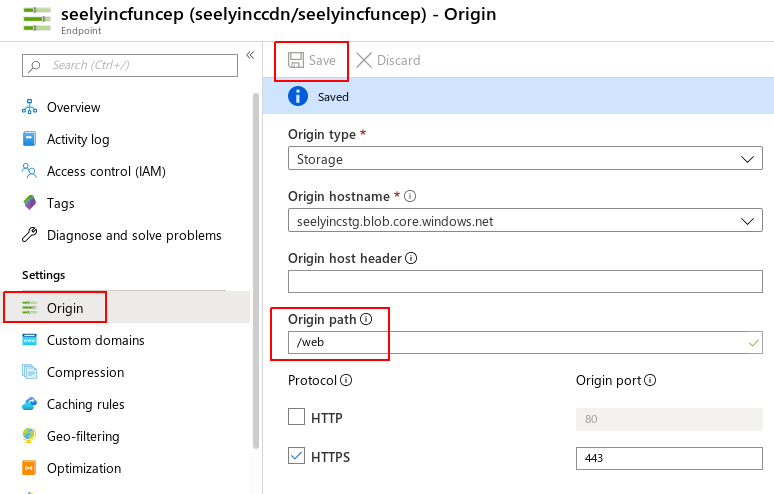 seelyincfuncep (seelyinccdn/seelyincfuncep) - Origin
Endpoint
Search (Ctrl+/)
«
Overview
Activity log
Access control (IAM)
Tags
Diagnose and solve problems
Settings
Origin
Custom domains
Compression
Caching rules
Geo-filtering
Optimization
Save
Discard
Saved
Origin type *
Storage
Origin hostname *
seelyincstg.blob.core.windows.net
Origin host header
Origin path
/web
Protocol Origin port
HTTP 80
HTTPS 443